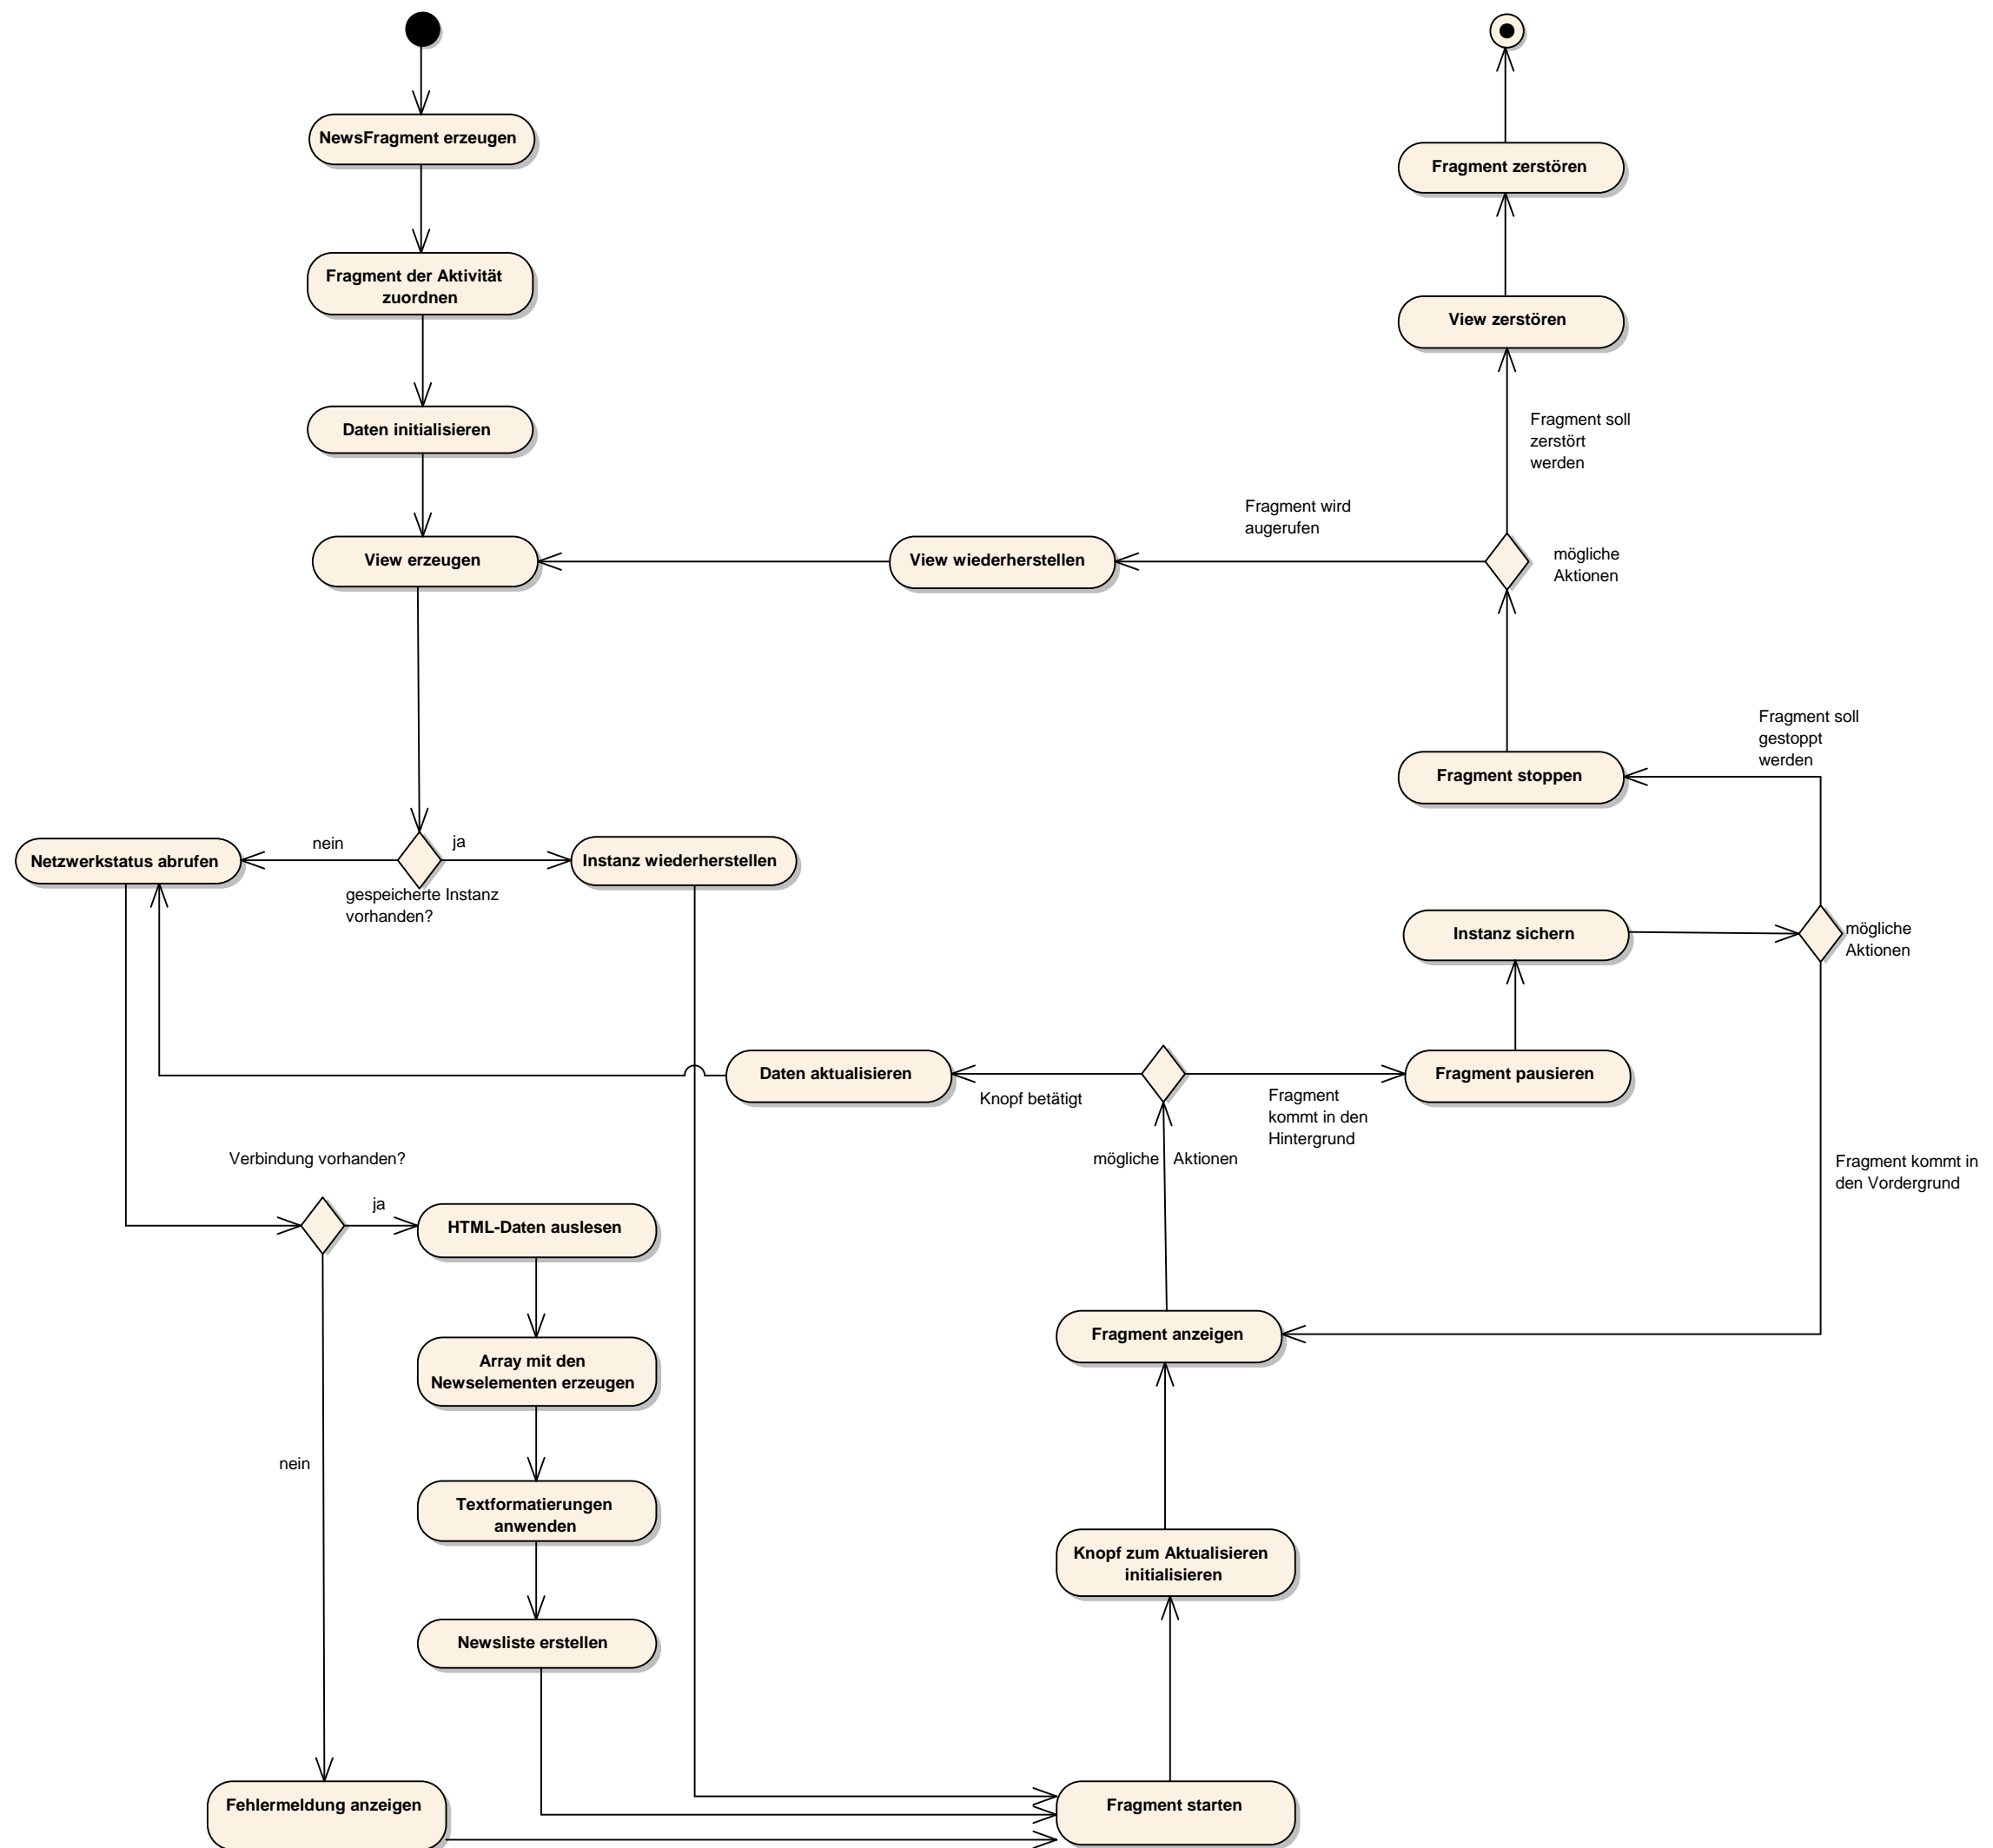 NewsFragment erzeugen
Fragment der Aktivität
zuordnen
Daten initialisieren
View erzeugen
Fragment zerstören
View zerstören
Fragment soll
zerstört
werden
Fragment wird
augerufen
View wiederherstellen
mögliche
Aktionen
Fragment soll
gestoppt
werden
Fragment stoppen
nein
ja
Netzwerkstatus abrufen
Instanz wiederherstellen
gespeicherte Instanz
vorhanden?
Instanz sichern
mögliche
Aktionen
Daten aktualisieren
Knopf betätigt
Fragment
kommt in den
Hintergrund
Fragment pausieren
mögliche Aktionen
Fragment kommt in
den Vordergrund
Verbindung vorhanden?
ja
HTML-Daten auslesen
Array mit den
Newselementen erzeugen
Fragment anzeigen
nein
Textformatierungen
anwenden
Knopf zum Aktualisieren
initialisieren
Newsliste erstellen
Fehlermeldung anzeigen
Fragment starten